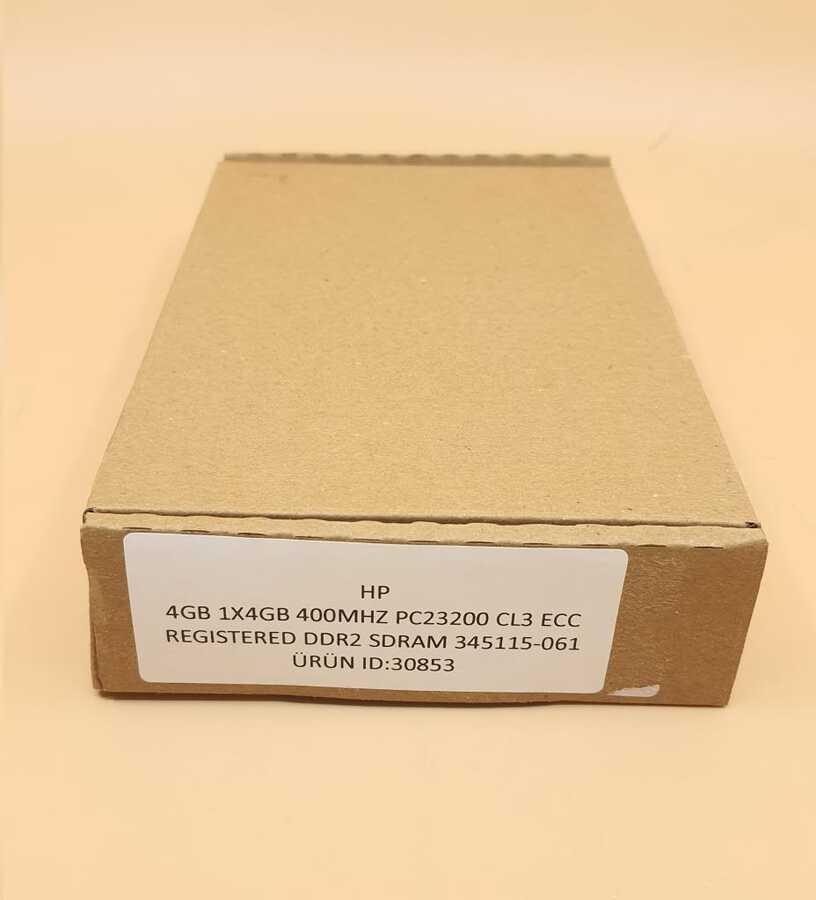 HP
4GB 1X4GB 400MHZ PC23200 CL3 ECC
REGISTERED DDR2 SDRAM 345115-061
ÜRÜN ID:30853